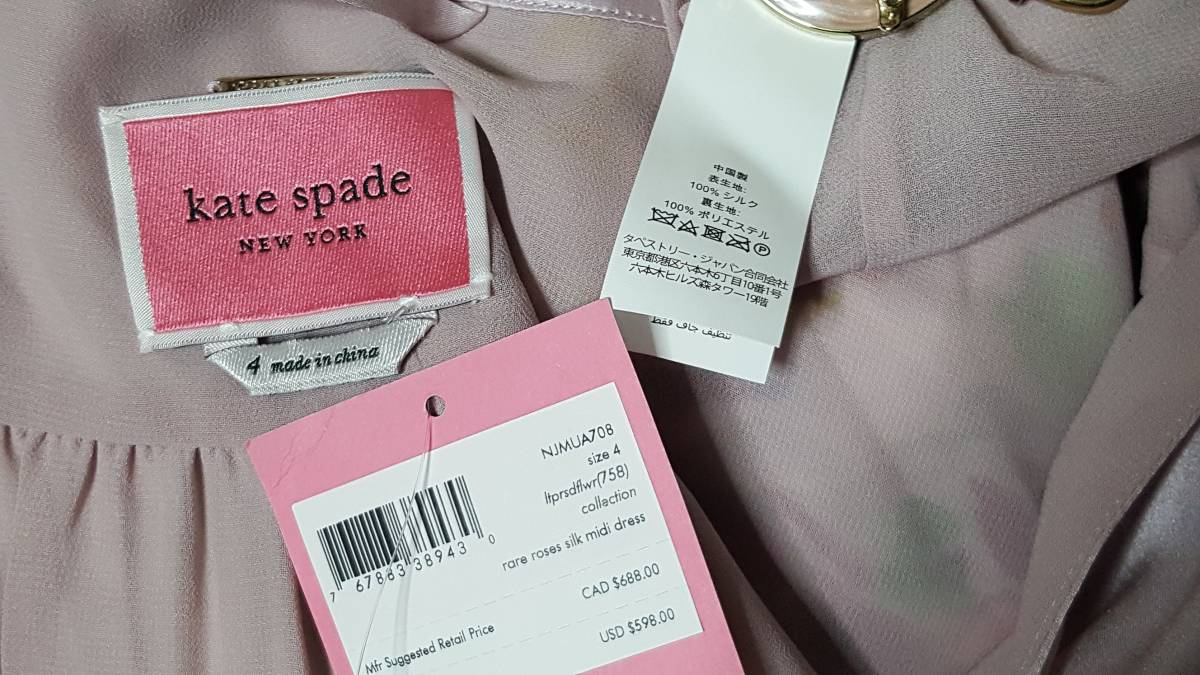 kate spade
NEW YORK
4 made in china
中国製
表生地:
100% シルク
裏生地:
100% ポリエステル
タペストリー・ジャパン合同会社
東京都港区六本木6丁目10番1号
六本木ヒルズ森タワー19階
تنظيف جاف فقط
NJMUA708
size 4
ltprsdflwr(758)
collection
rare roses silk midi dress
7 67883 38943 0
CAD $688.00
Mfr Suggested Retail Price
USD $598.00